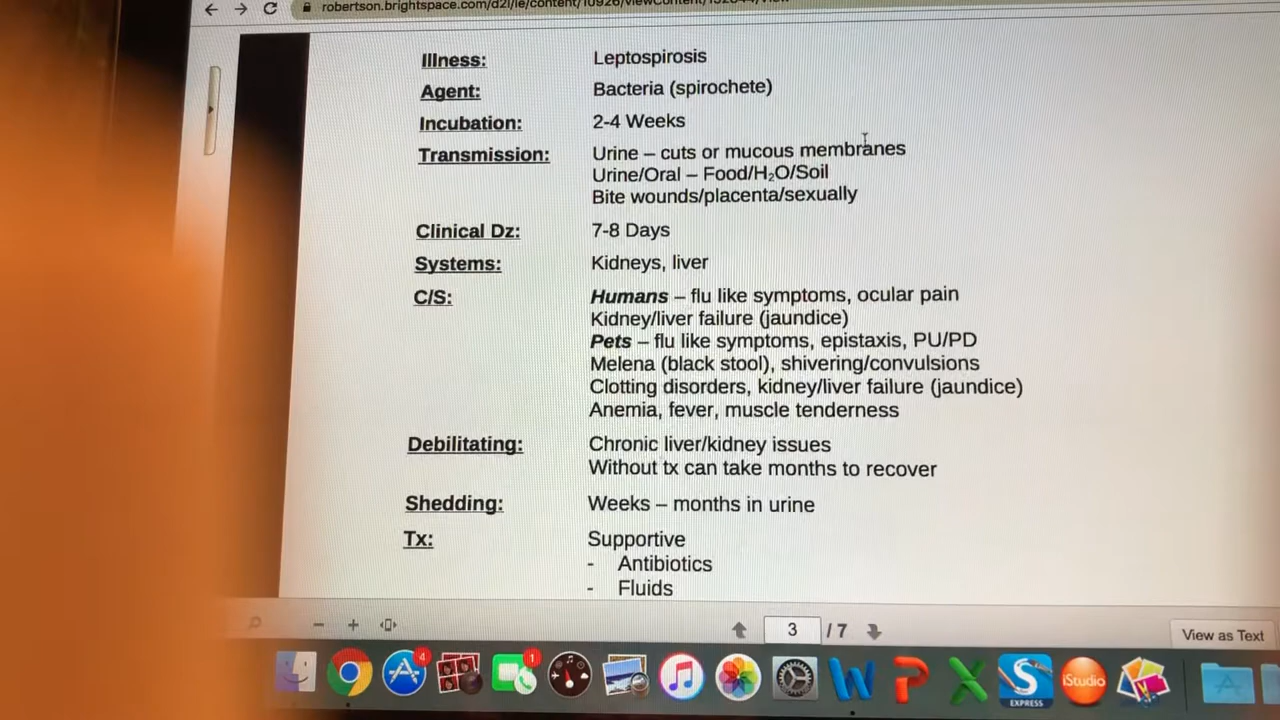 Illness: Leptospirosis
Agent: Bacteria (spirochete)
Incubation: 2-4 Weeks
Transmission: Urine – cuts or mucous membranes
Urine/Oral – Food/H₂O/Soil
Bite wounds/placenta/sexually
Clinical Dz: 7-8 Days
Systems: Kidneys, liver
C/S: Humans – flu like symptoms, ocular pain
Kidney/liver failure (jaundice)
Pets – flu like symptoms, epistaxis, PU/PD
Melena (black stool), shivering/convulsions
Clotting disorders, kidney/liver failure (jaundice)
Anemia, fever, muscle tenderness
Debilitating: Chronic liver/kidney issues
Without tx can take months to recover
Shedding: Weeks – months in urine
Tx: Supportive
- Antibiotics
- Fluids
3 / 7
View as Text
4
1
W P X S iStudio
EXPRESS